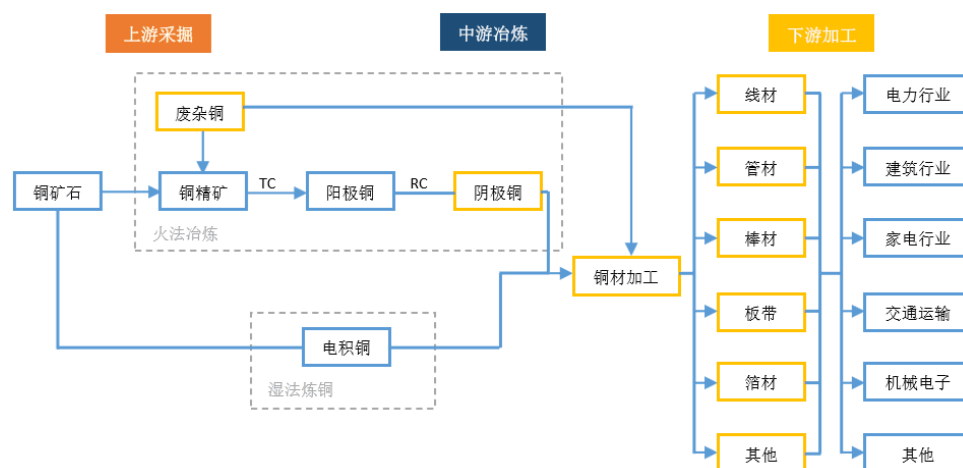 上游采掘
中游冶炼
下游加工
废杂铜
线材
电力行业
铜矿石
铜精矿
TC
阳极铜
RC
阴极铜
管材
建筑行业
火法冶炼
棒材
家电行业
铜材加工
板带
交通运输
电积铜
湿法炼铜
箔材
机械电子
其他
其他